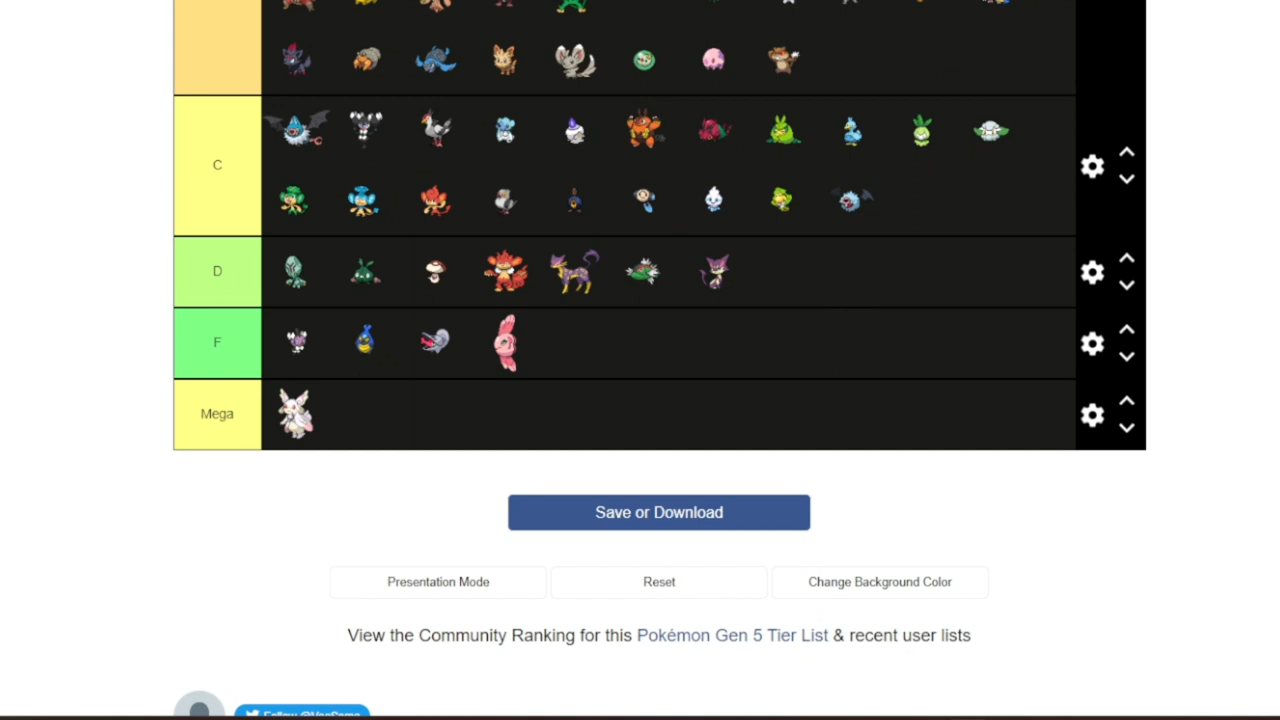 C
D
F
Mega
Save or Download
Presentation Mode
Reset
Change Background Color
View the Community Ranking for this Pokémon Gen 5 Tier List & recent user lists
Follow